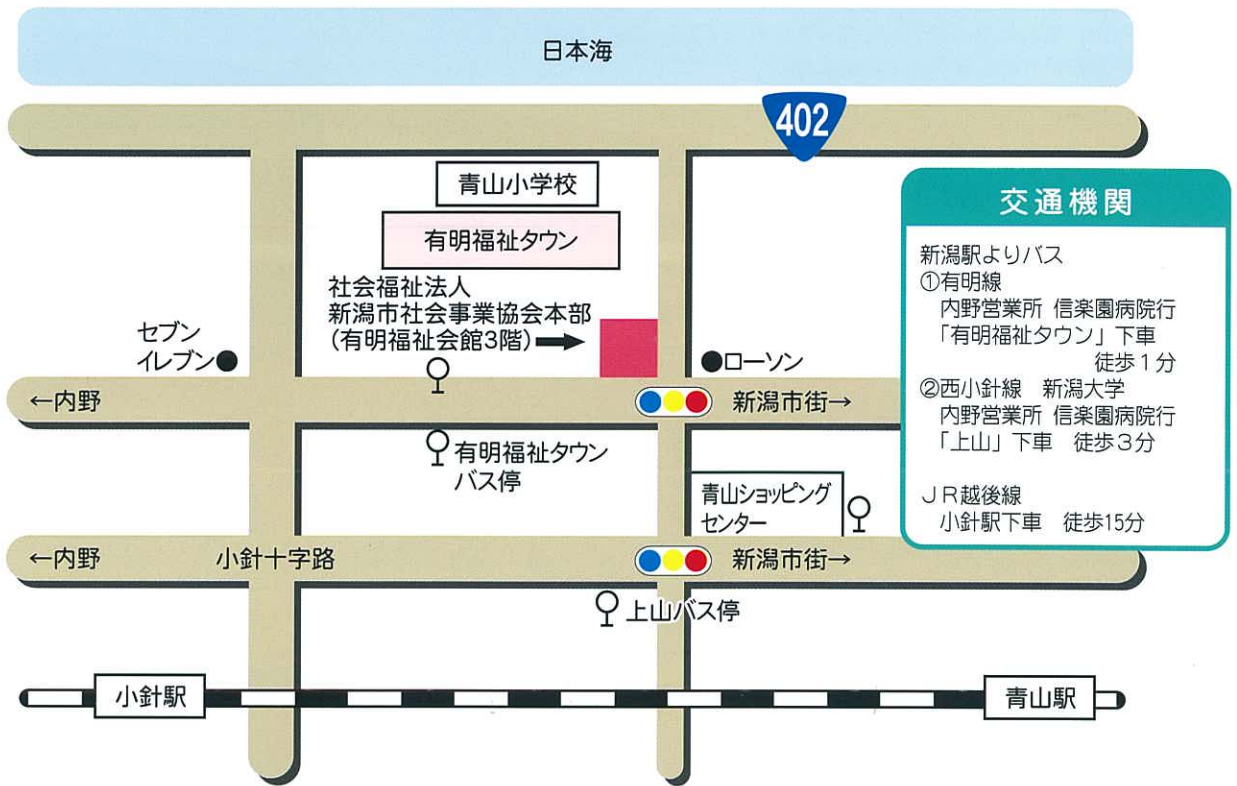 日本海
402
青山小学校
有明福祉タウン
社会福祉法人
新潟市社会事業協会本部
(有明福祉会館3階)➡
セブン
イレブン
ローソン
←内野
新潟市街→
有明福祉タウン
バス停
青山ショッピング
センター
←内野
小針十字路
新潟市街→
上山バス停
小針駅
青山駅
交通機関
新潟駅よりバス
①有明線
内野営業所 信楽園病院行
「有明福祉タウン」下車
徒歩1分
②西小針線 新潟大学
内野営業所 信楽園病院行
「上山」下車 徒歩3分
JR越後線
小針駅下車 徒歩15分